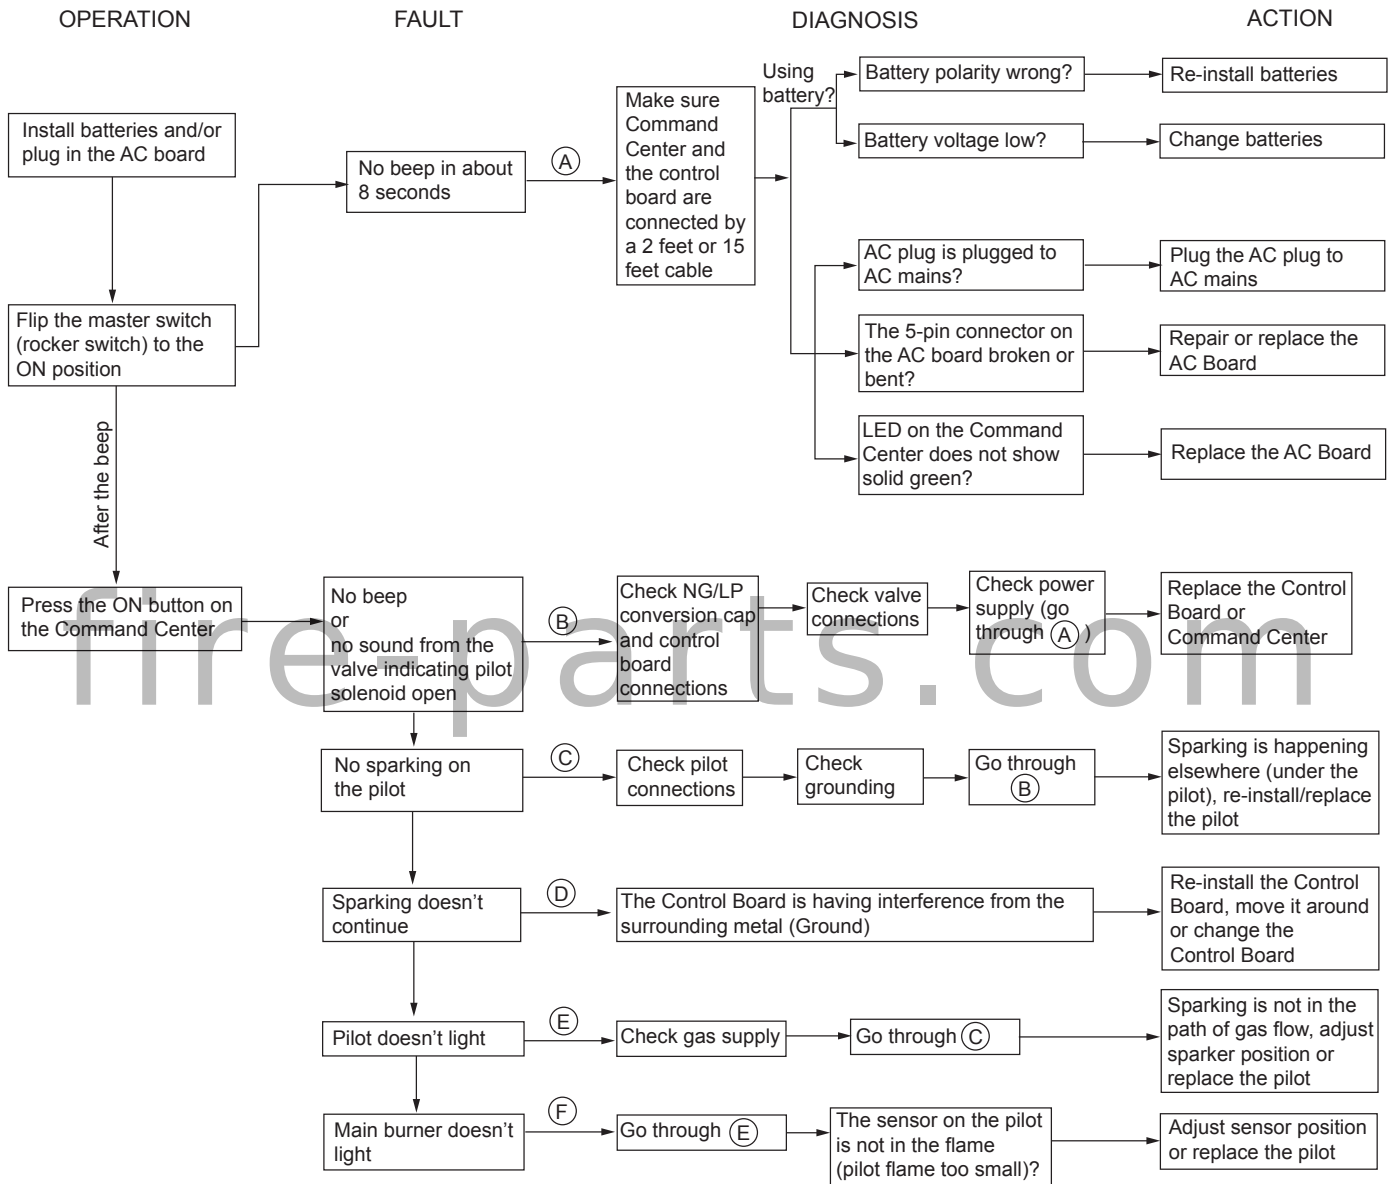 OPERATION
FAULT
DIAGNOSIS
ACTION
Install batteries and/or
plug in the AC board
Flip the master switch
(rocker switch) to the
ON position
After the beep
Press the ON button on
the Command Center
No beep in about
8 seconds
A
Make sure
Command
Center and
the control
board are
connected by
a 2 feet or 15
feet cable
Using
battery?
Battery polarity wrong?
Re-install batteries
Battery voltage low?
Change batteries
AC plug is plugged to
AC mains?
Plug the AC plug to
AC mains
The 5-pin connector on
the AC board broken or
bent?
Repair or replace the
AC Board
LED on the Command
Center does not show
solid green?
Replace the AC Board
No beep
or
no sound from the
valve indicating pilot
solenoid open
B
Check NG/LP
conversion cap
and control
board
connections
Check valve
connections
Check power
supply (go
through A )
Replace the Control
Board or
Command Center
fire-parts.com
No sparking on
the pilot
C
Check pilot
connections
Check
grounding
Go through
B
Sparking is happening
elsewhere (under the
pilot), re-install/replace
the pilot
Sparking doesn't
continue
D
The Control Board is having interference from the
surrounding metal (Ground)
Re-install the Control
Board, move it around
or change the
Control Board
Pilot doesn't light
E
Check gas supply
Go through C
Sparking is not in the
path of gas flow, adjust
sparker position or
replace the pilot
Main burner doesn't
light
F
Go through E
The sensor on the pilot
is not in the flame
(pilot flame too small)?
Adjust sensor position
or replace the pilot